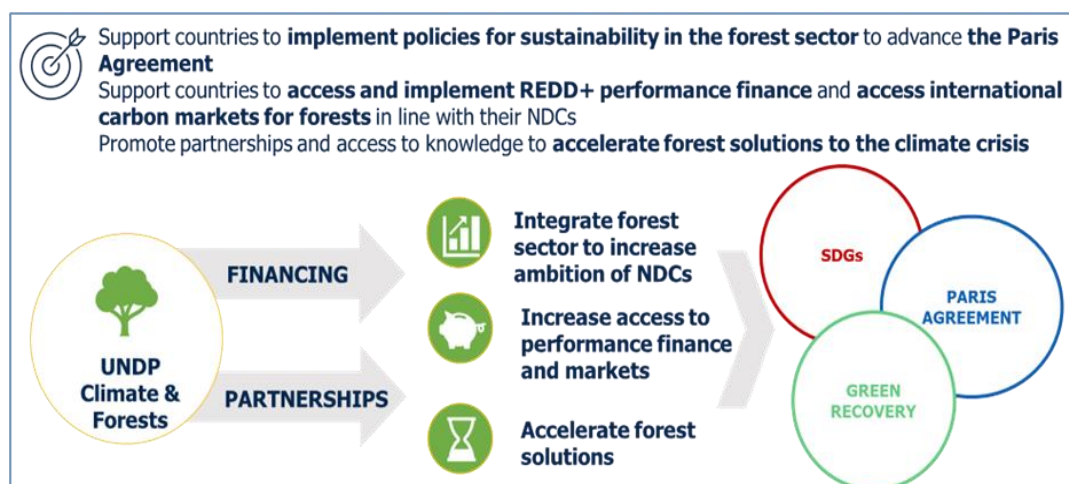 Support countries to implement policies for sustainability in the forest sector to advance the Paris
Agreement
Support countries to access and implement REDD+ performance finance and access international
carbon markets for forests in line with their NDCs
Promote partnerships and access to knowledge to accelerate forest solutions to the climate crisis
UNDP
Climate &
Forests
FINANCING
PARTNERSHIPS
Integrate forest
sector to increase
ambition of NDCs
Increase access to
performance finance
and markets
Accelerate forest
solutions
SDGs
PARIS
AGREEMENT
GREEN
RECOVERY